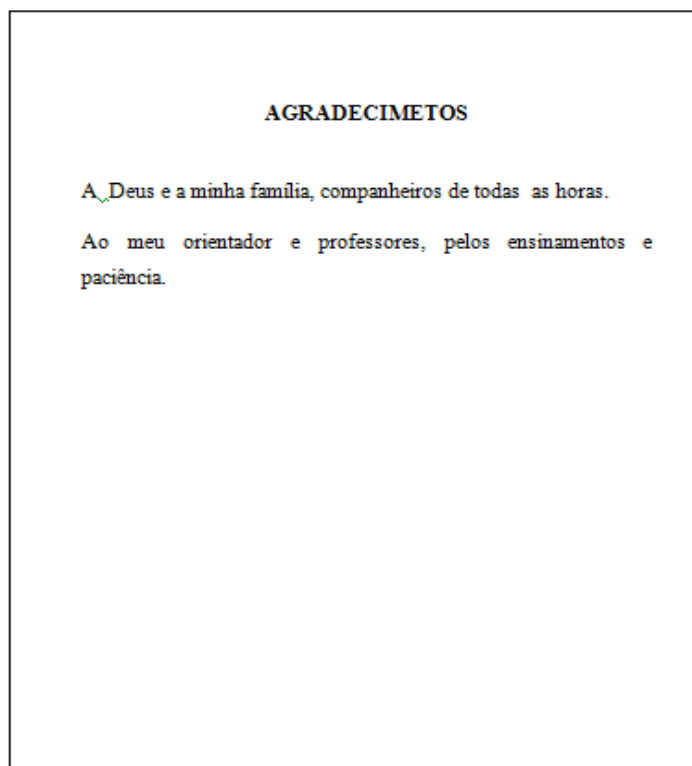 AGRADECIMETOS
A Deus e a minha família, companheiros de todas  as horas.
Ao meu orientador e professores, pelos ensinamentos e
paciência.